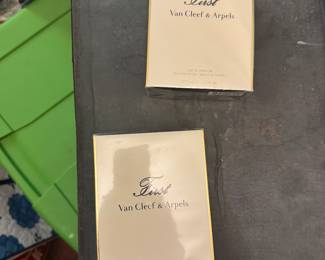 First
Van Cleef & Arpels
First
Van Cleef & Arpels